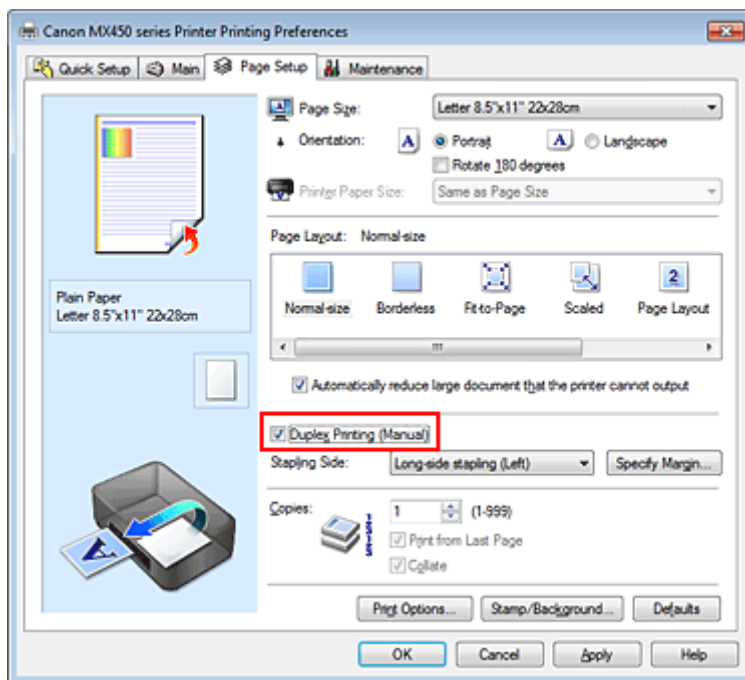 Canon MX450 series Printer Printing Preferences
Quick Setup Main Page Setup Maintenance
Page Size: Letter 8.5"x11" 22x28cm
Orientation: A Portrait A Landscape
Rotate 180 degrees
Printer Paper Size: Same as Page Size
Page Layout: Normal-size
2
Normal-size Borderless Fit-to-Page Scaled Page Layout
Plain Paper
Letter 8.5"x11" 22x28cm
Automatically reduce large document that the printer cannot output
Duplex Printing (Manual)
Stapling Side: Long-side stapling (Left) Specify Margin...
Copies: 1 (1-999)
Print from Last Page
Collate
A
Print Options... Stamp/Background... Defaults
OK Cancel Apply Help